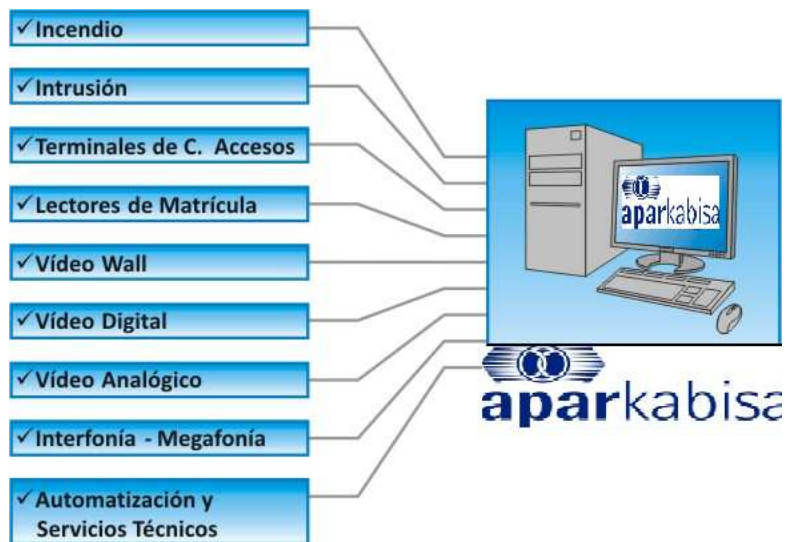 ✓Incendio
✓Intrusión
✓Terminales de C. Accesos
✓Lectores de Matrícula
✓Vídeo Wall
✓Vídeo Digital
✓Vídeo Analógico
✓Interfonía - Megafonía
✓Automatización y
Servicios Técnicos
aparkabisa
aparkabisa